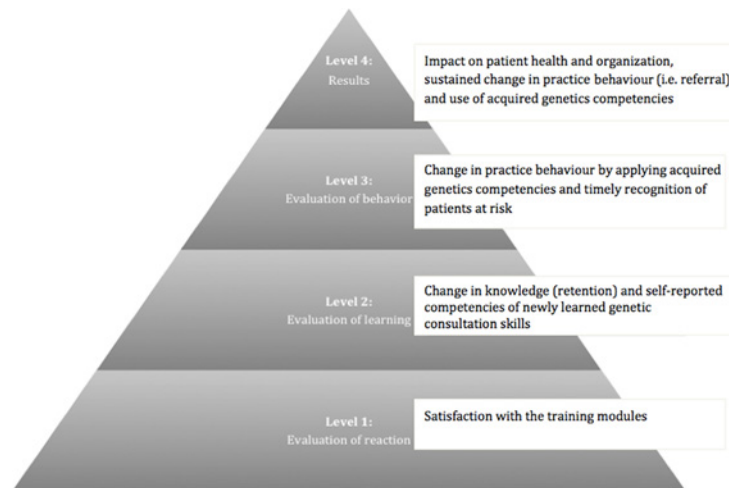 Level 4:
Results
Impact on patient health and organization,
sustained change in practice behaviour (i.e. referral)
and use of acquired genetics competencies
Level 3:
Evaluation of behavior
Change in practice behaviour by applying acquired
genetics competencies and timely recognition of
patients at risk
Level 2:
Evaluation of learning
Change in knowledge (retention) and self-reported
competencies of newly learned genetic
consultation skills
Level 1:
Evaluation of reaction
Satisfaction with the training modules